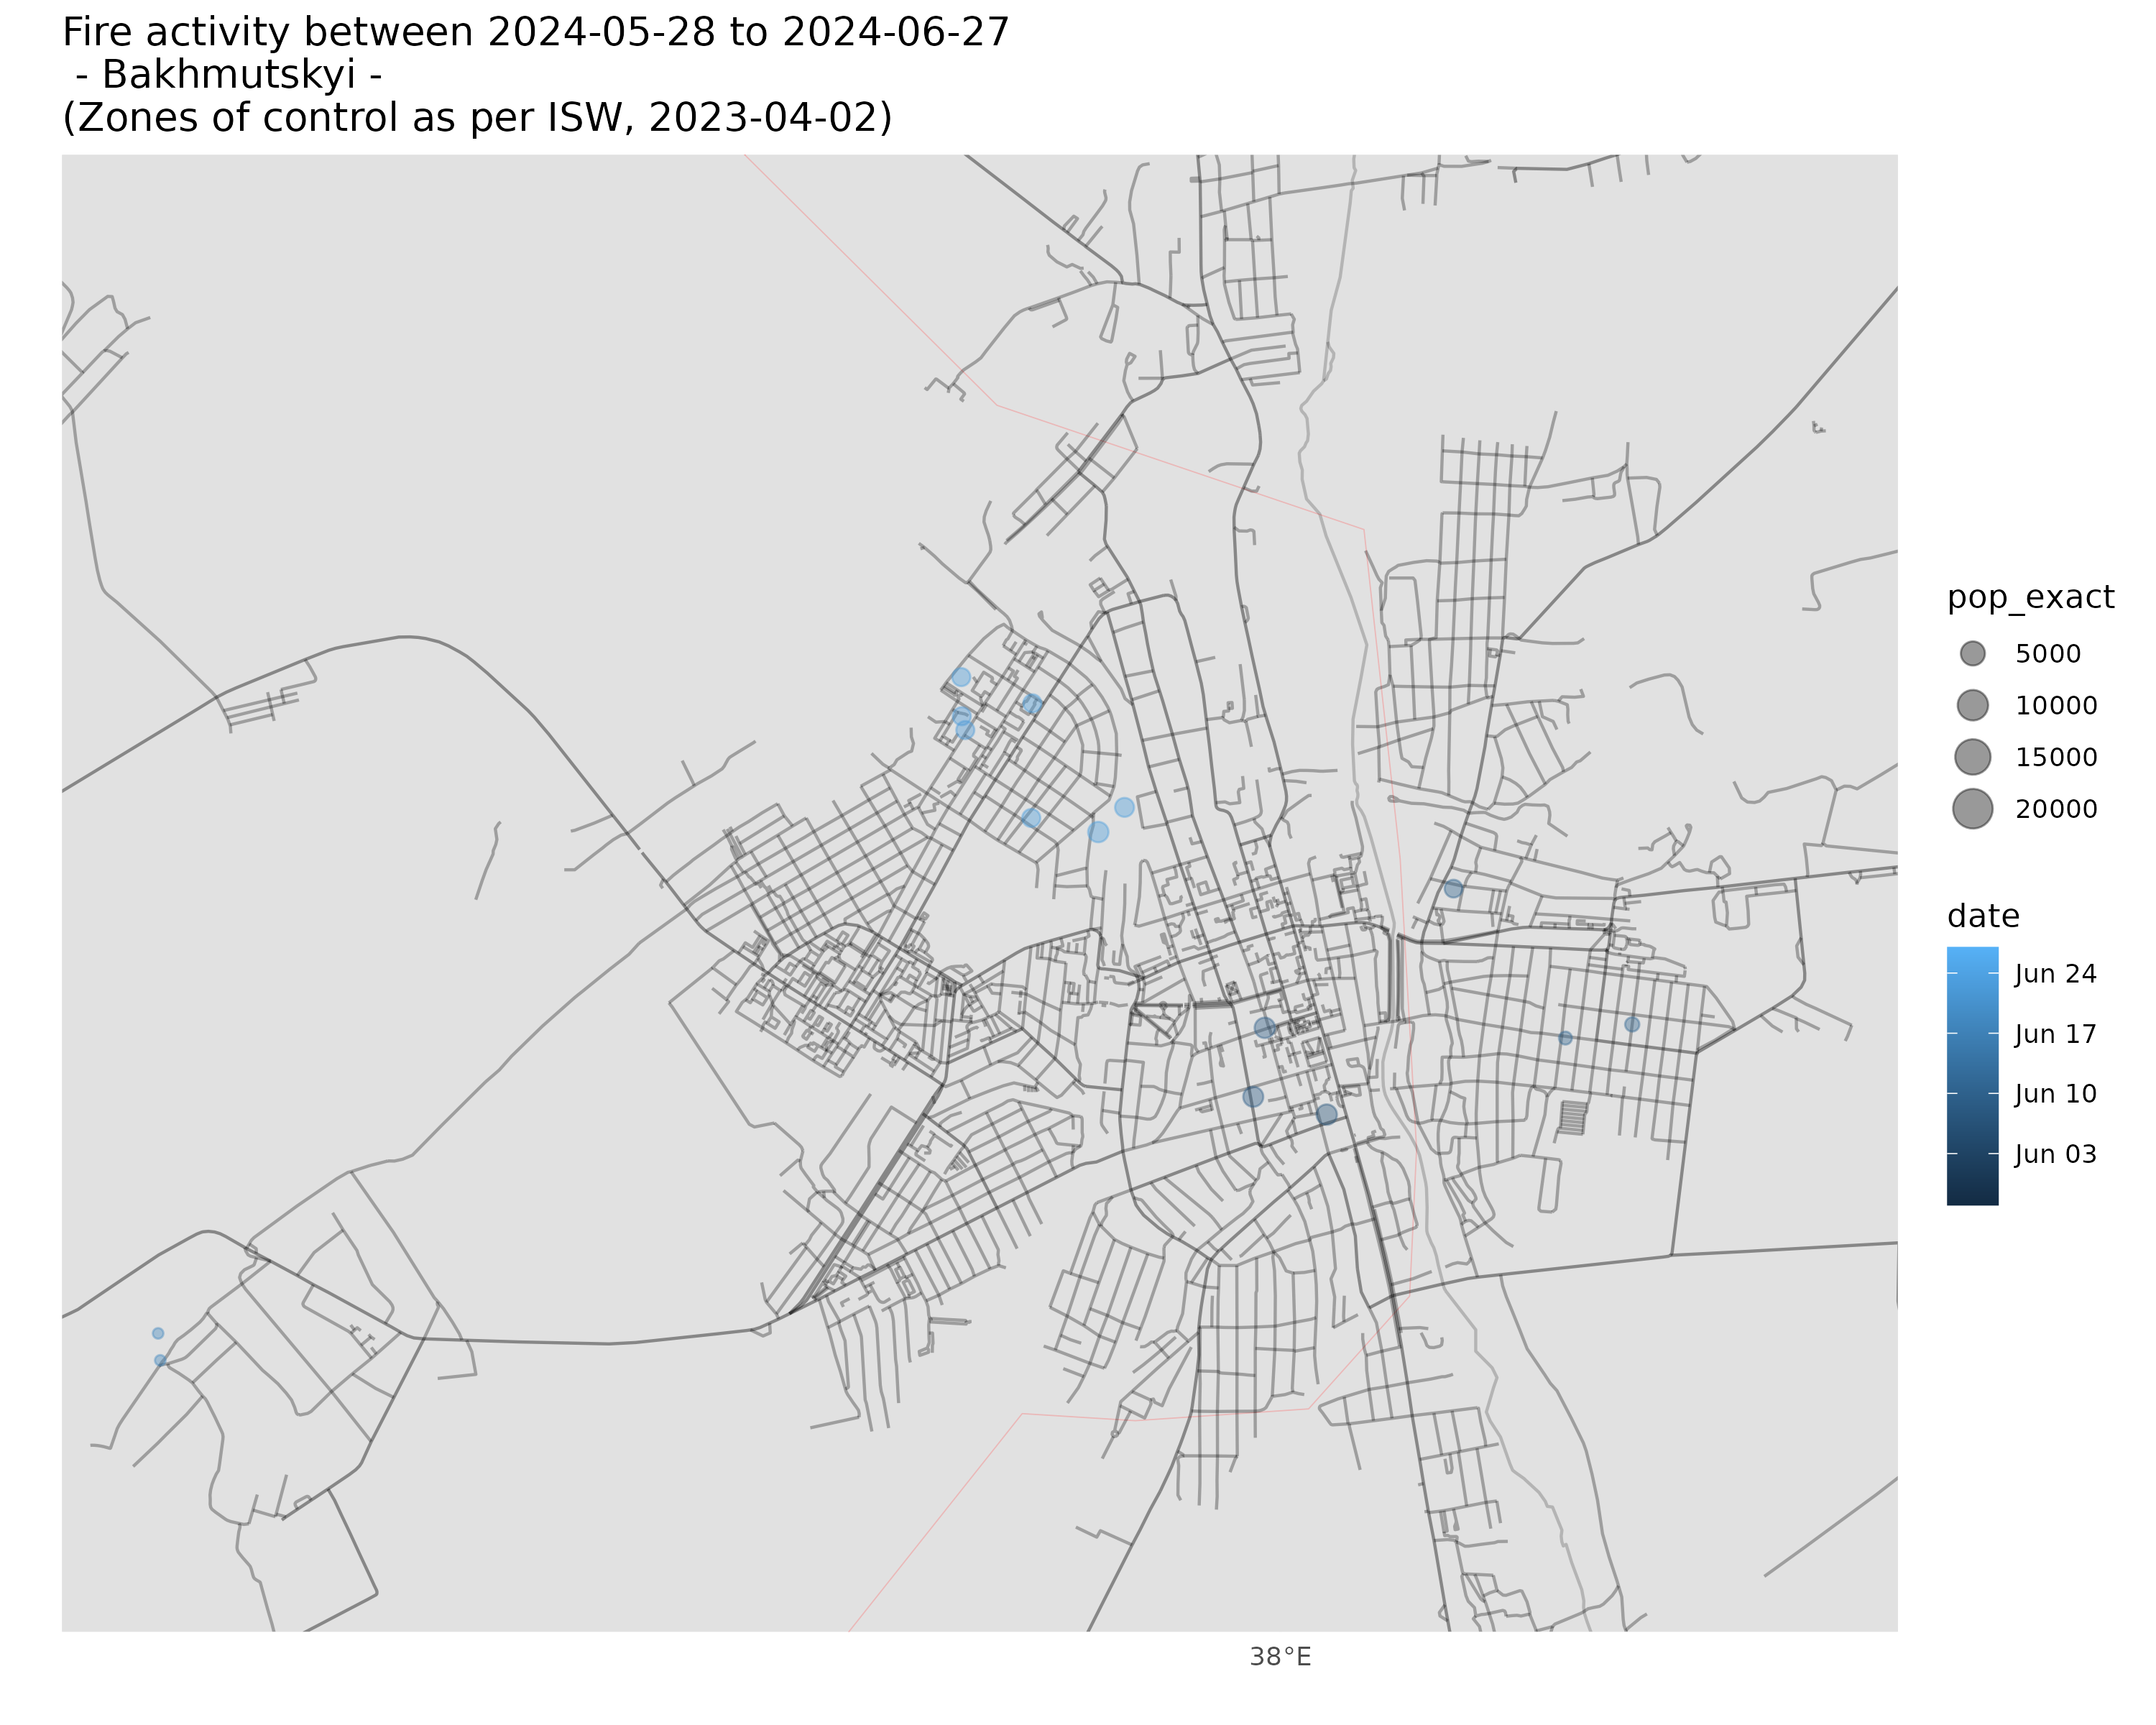 Fire activity between 2024-05-28 to 2024-06-27
- Bakhmutskyi -
(Zones of control as per ISW, 2023-04-02)
pop_exact
5000
10000
15000
20000
date
Jun 24
Jun 17
Jun 10
Jun 03
38°E